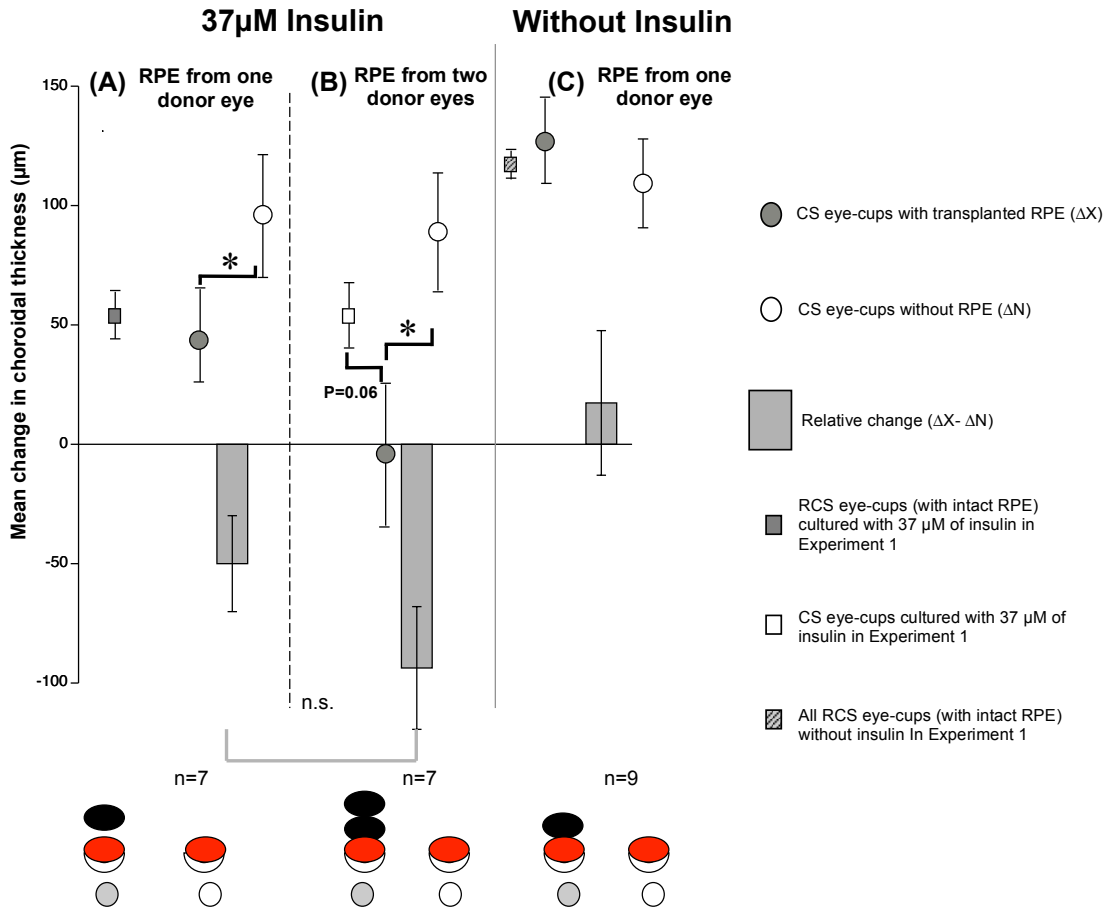 37µM Insulin
Without Insulin
(A) RPE from one
donor eye
(B) RPE from two
donor eyes
(C) RPE from one
donor eye
Mean change in choroidal thickness (µm)
150
100
50
0
-50
-100
*
*
P=0.06
n.s.
n=7
n=7
n=9
CS eye-cups with transplanted RPE (∆X)
CS eye-cups without RPE (∆N)
Relative change (∆X- ∆N)
RCS eye-cups (with intact RPE)
cultured with 37 µM of insulin in
Experiment 1
CS eye-cups cultured with 37 µM of
insulin in Experiment 1
All RCS eye-cups (with intact RPE)
without insulin In Experiment 1